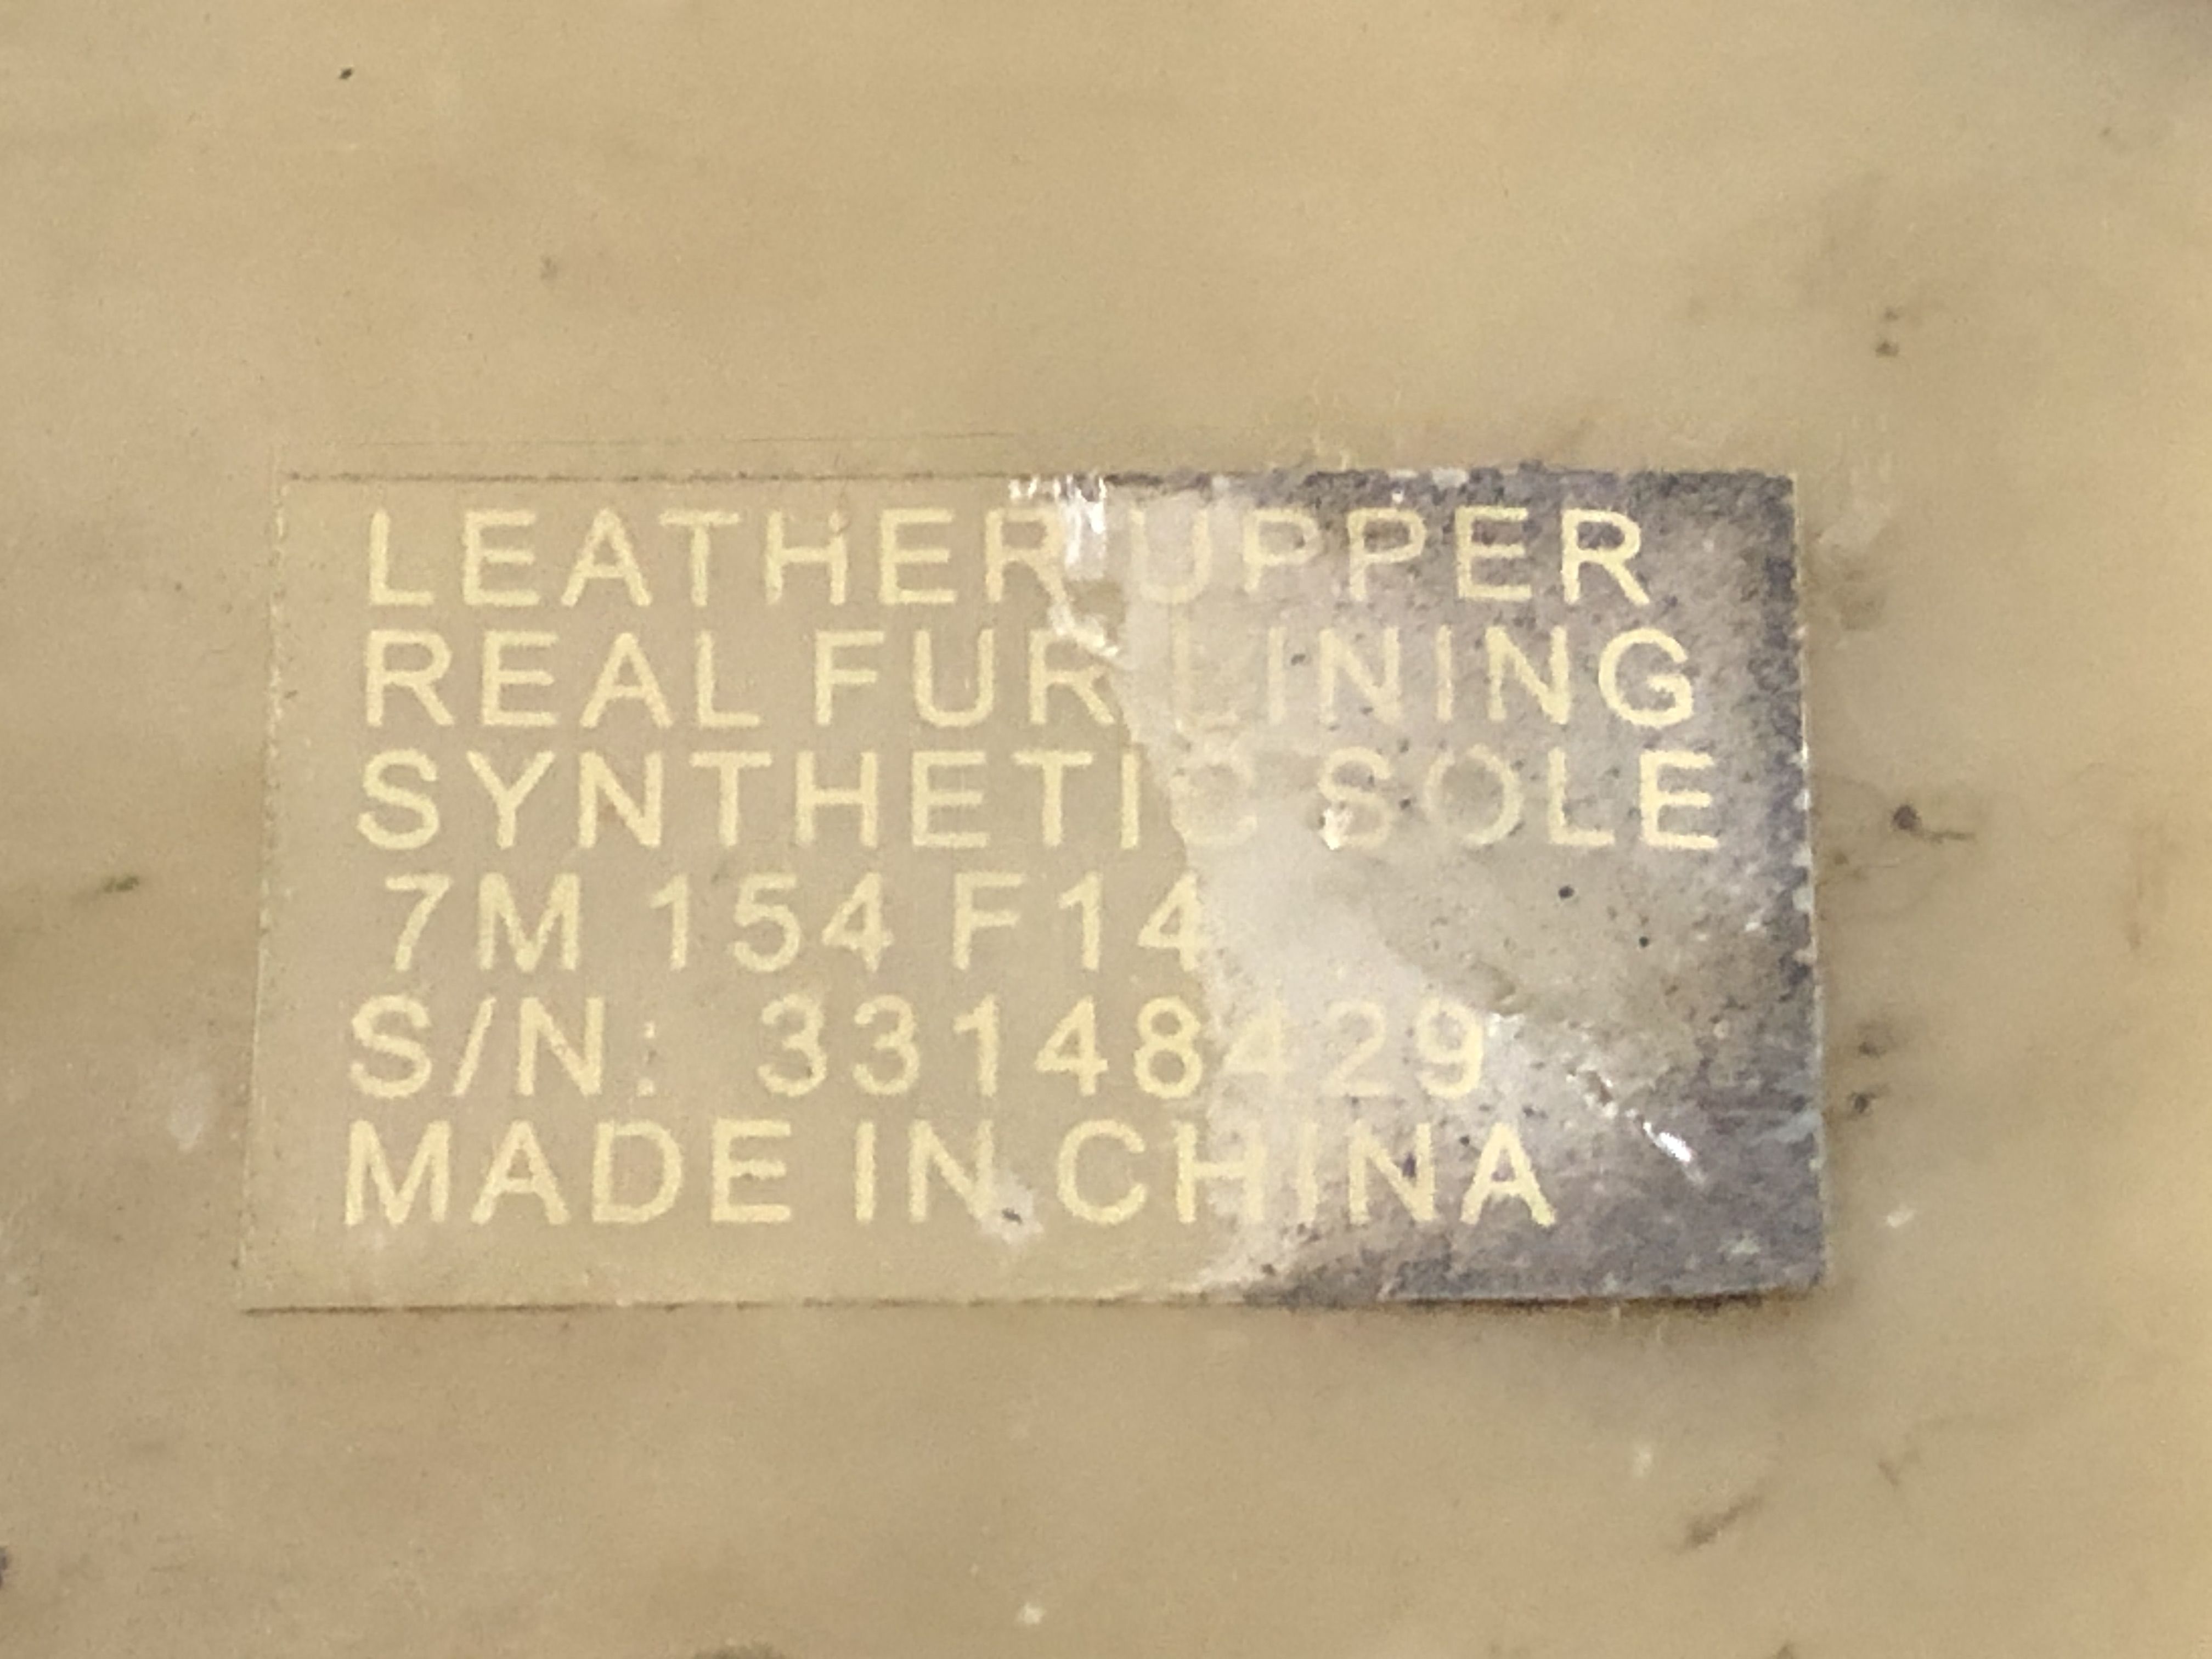 LEATHER UPPER
REAL FUR LINING
SYNTHETIC SOLE
7M 154 F14
S/N: 33148429
MADE IN CHINA